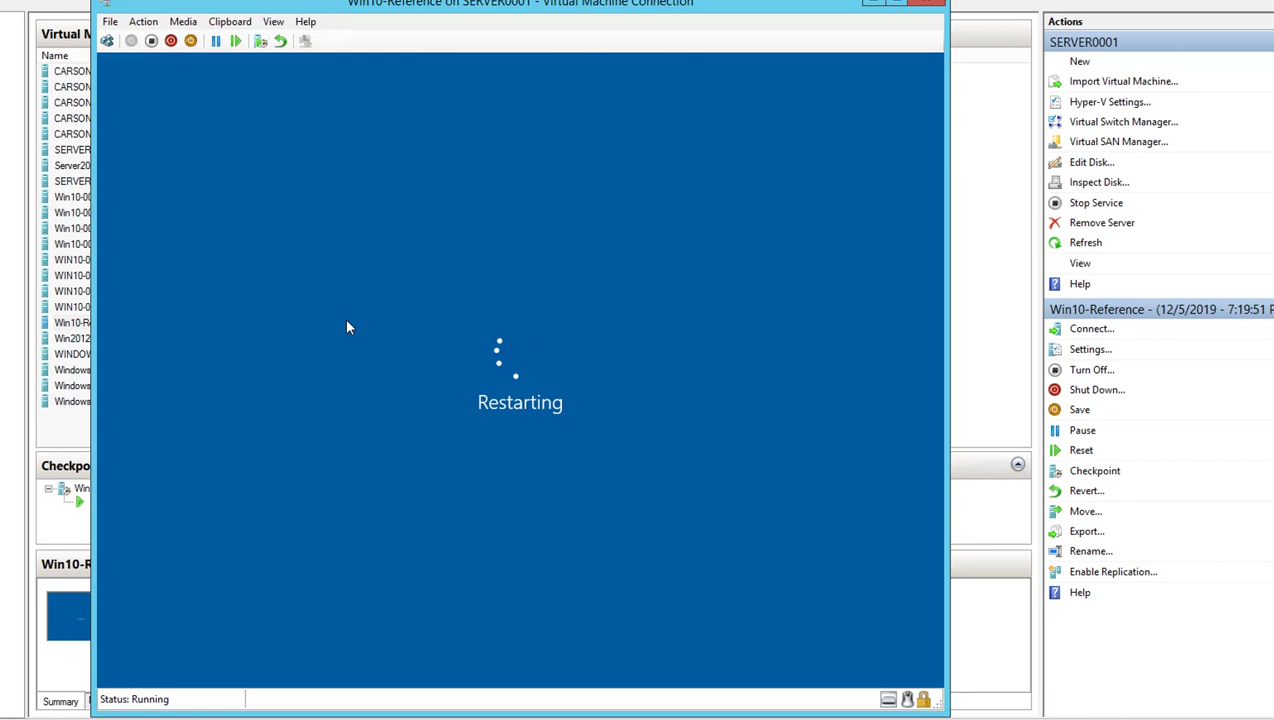 Win10-Reference on SERVER0001 - Virtual Machine Connection
File Action Media Clipboard View Help
Virtual M
Name
CARSON
CARSON
CARSON
CARSON
CARSON
SERVER
Server20
SERVER
Win10-00
Win10-00
Win10-00
Win10-00
WIN10-0
WIN10-0
WIN10-0
WIN10-0
Win10-Re
Win2012
WINDOW
Windows
Windows
Windows
Checkpo
Win
Win10-R
Summary
Restarting
Status: Running
Actions
SERVER0001
New
Import Virtual Machine...
Hyper-V Settings...
Virtual Switch Manager...
Virtual SAN Manager...
Edit Disk...
Inspect Disk...
Stop Service
Remove Server
Refresh
View
Help
Win10-Reference - (12/5/2019 - 7:19:51 P
Connect...
Settings...
Turn Off...
Shut Down...
Save
Pause
Reset
Checkpoint
Revert...
Move...
Export...
Rename...
Enable Replication...
Help